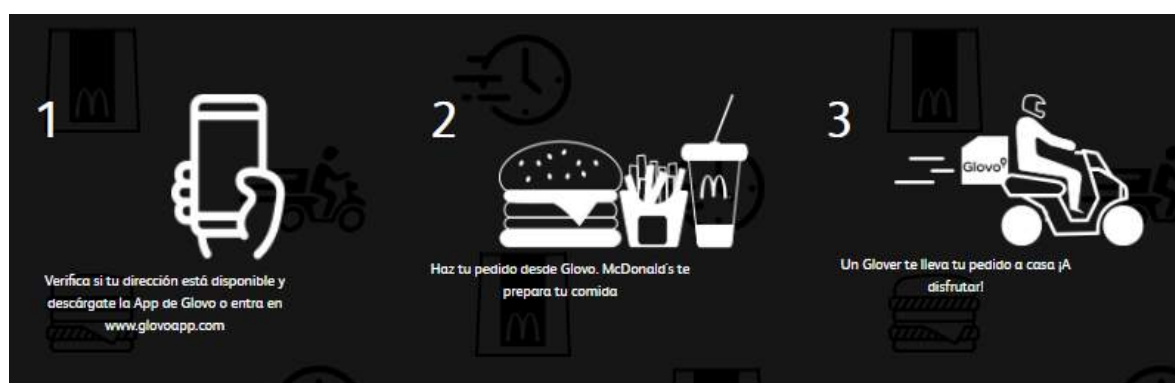 1
Verifica si tu dirección está disponible y
descárgate la App de Glovo o entra en
www.glovoapp.com
2
Haz tu pedido desde Glovo. McDonald's te
prepara tu comida
3
Glovo
Un Glover te lleva tu pedido a casa ¡A
disfrutar!